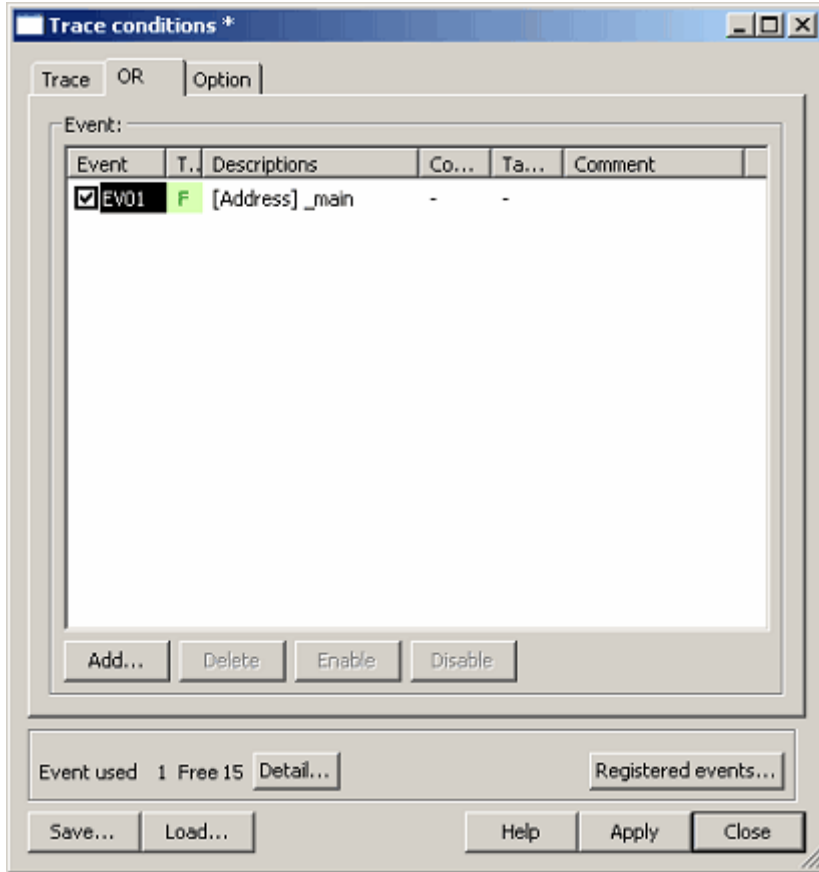 Trace conditions *
Trace OR Option
Event:
Event T.. Descriptions Co... Ta... Comment
EV01 F [Address] _main - -
Add... Delete Enable Disable
Event used 1 Free 15 Detail... Registered events...
Save... Load... Help Apply Close